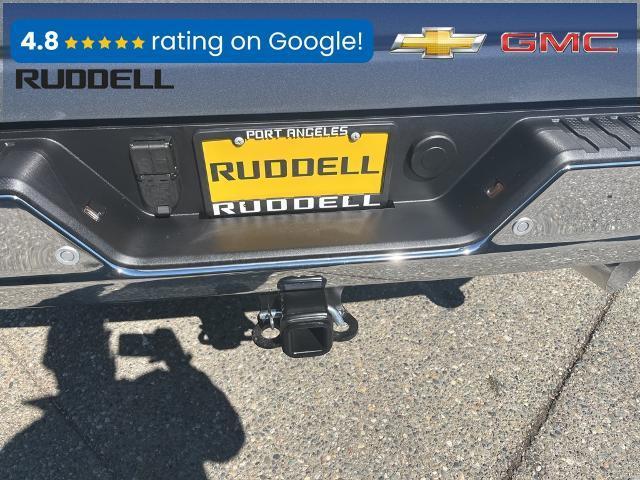 4.8 rating on Google!
GMC
RUDDELL
PORT ANGELES
RUDDELL
RUDDELL